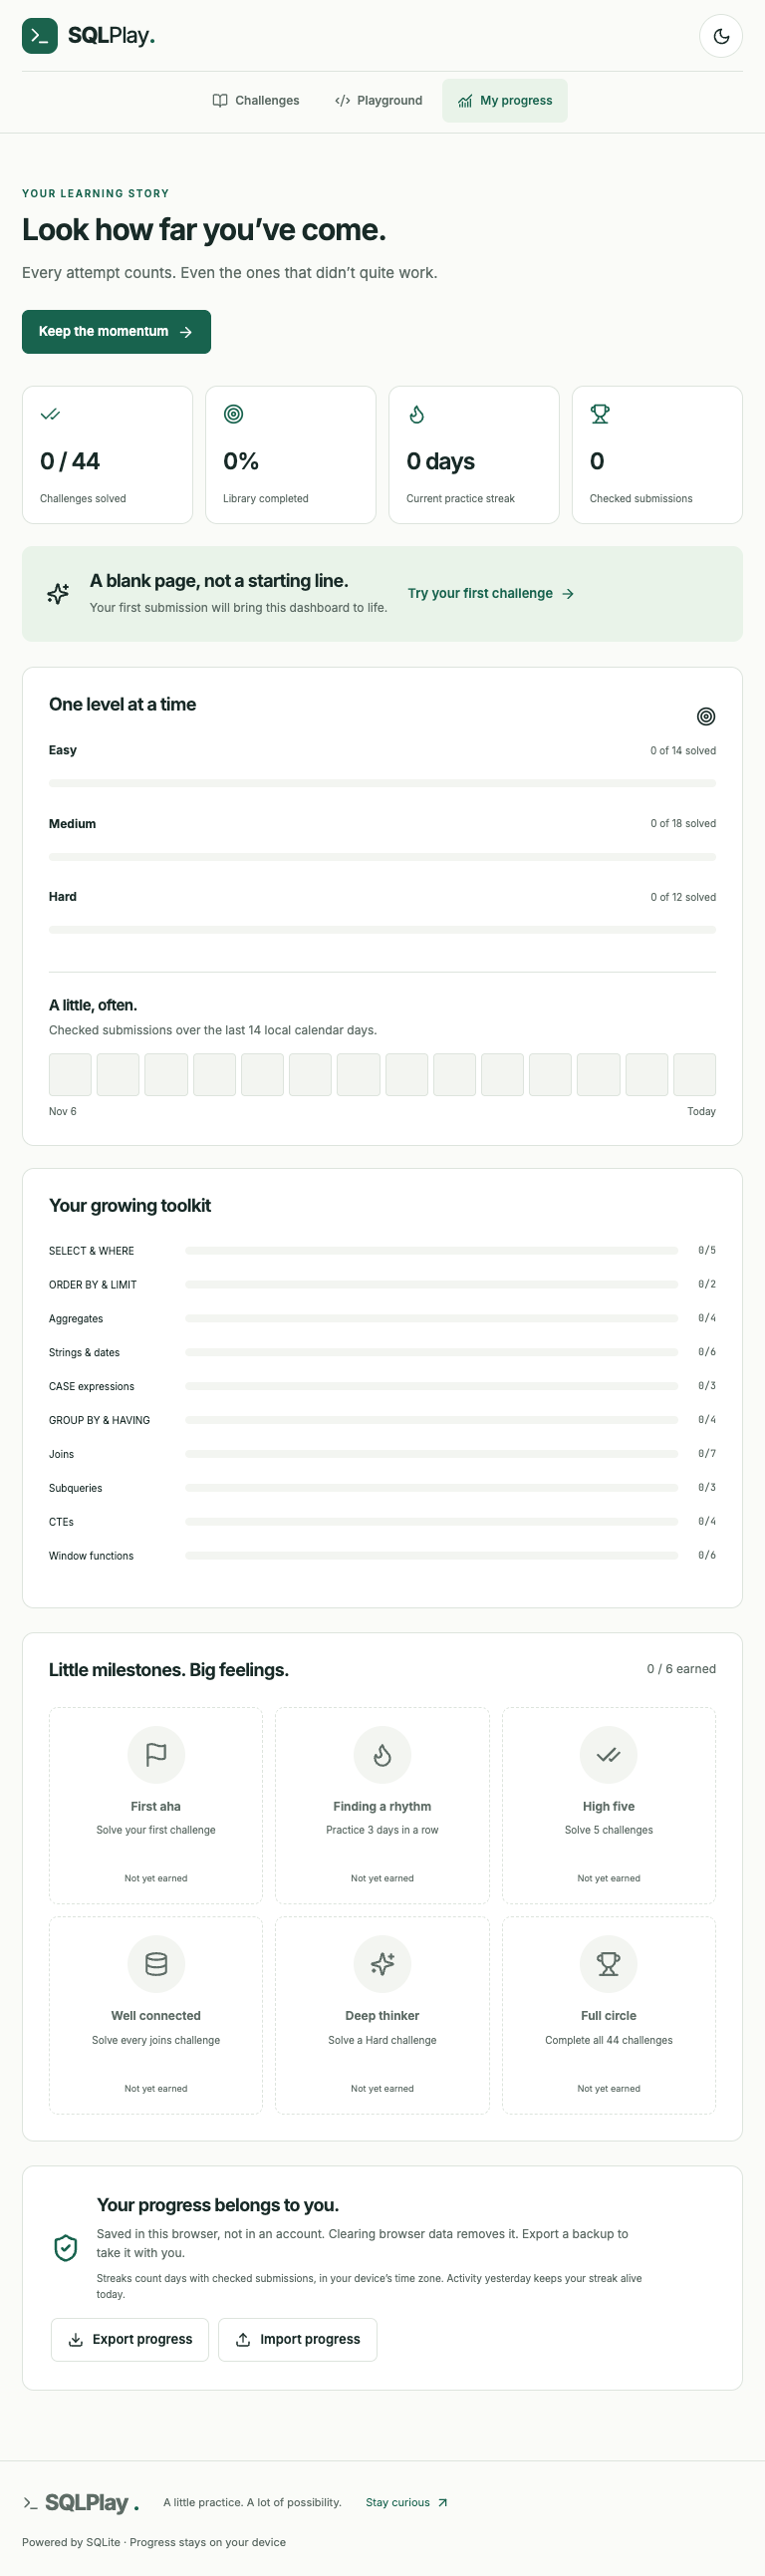 SQLPlay.
Challenges
Playground
My progress
YOUR LEARNING STORY
Look how far you’ve come.
Every attempt counts. Even the ones that didn’t quite work.
Keep the momentum
0 / 44
Challenges solved
0%
Library completed
0 days
Current practice streak
0
Checked submissions
A blank page, not a starting line.
Your first submission will bring this dashboard to life.
Try your first challenge
One level at a time
Easy
0 of 14 solved
Medium
0 of 18 solved
Hard
0 of 12 solved
A little, often.
Checked submissions over the last 14 local calendar days.
Nov 6
Today
Your growing toolkit
SELECT & WHERE
0/5
ORDER BY & LIMIT
0/2
Aggregates
0/4
Strings & dates
0/6
CASE expressions
0/3
GROUP BY & HAVING
0/4
Joins
0/7
Subqueries
0/3
CTEs
0/4
Window functions
0/6
Little milestones. Big feelings.
0 / 6 earned
First aha
Solve your first challenge
Not yet earned
Finding a rhythm
Practice 3 days in a row
Not yet earned
High five
Solve 5 challenges
Not yet earned
Well connected
Solve every joins challenge
Not yet earned
Deep thinker
Solve a Hard challenge
Not yet earned
Full circle
Complete all 44 challenges
Not yet earned
Your progress belongs to you.
Saved in this browser, not in an account. Clearing browser data removes it. Export a backup to
take it with you.
Streaks count days with checked submissions, in your device’s time zone. Activity yesterday keeps your streak alive
today.
Export progress
Import progress
SQLPlay .
A little practice. A lot of possibility.
Stay curious
Powered by SQLite · Progress stays on your device